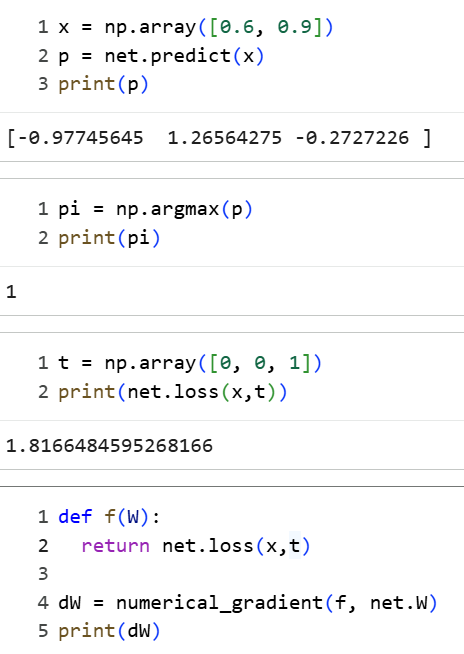 1 x = np.array([0.6, 0.9])
2 p = net.predict(x)
3 print(p)
[-0.97745645  1.26564275 -0.2727226 ]
1 pi = np.argmax(p)
2 print(pi)
1
1 t = np.array([0, 0, 1])
2 print(net.loss(x,t))
1.8166484595268166
1 def f(W):
2   return net.loss(x,t)
3
4 dW = numerical_gradient(f, net.W)
5 print(dW)